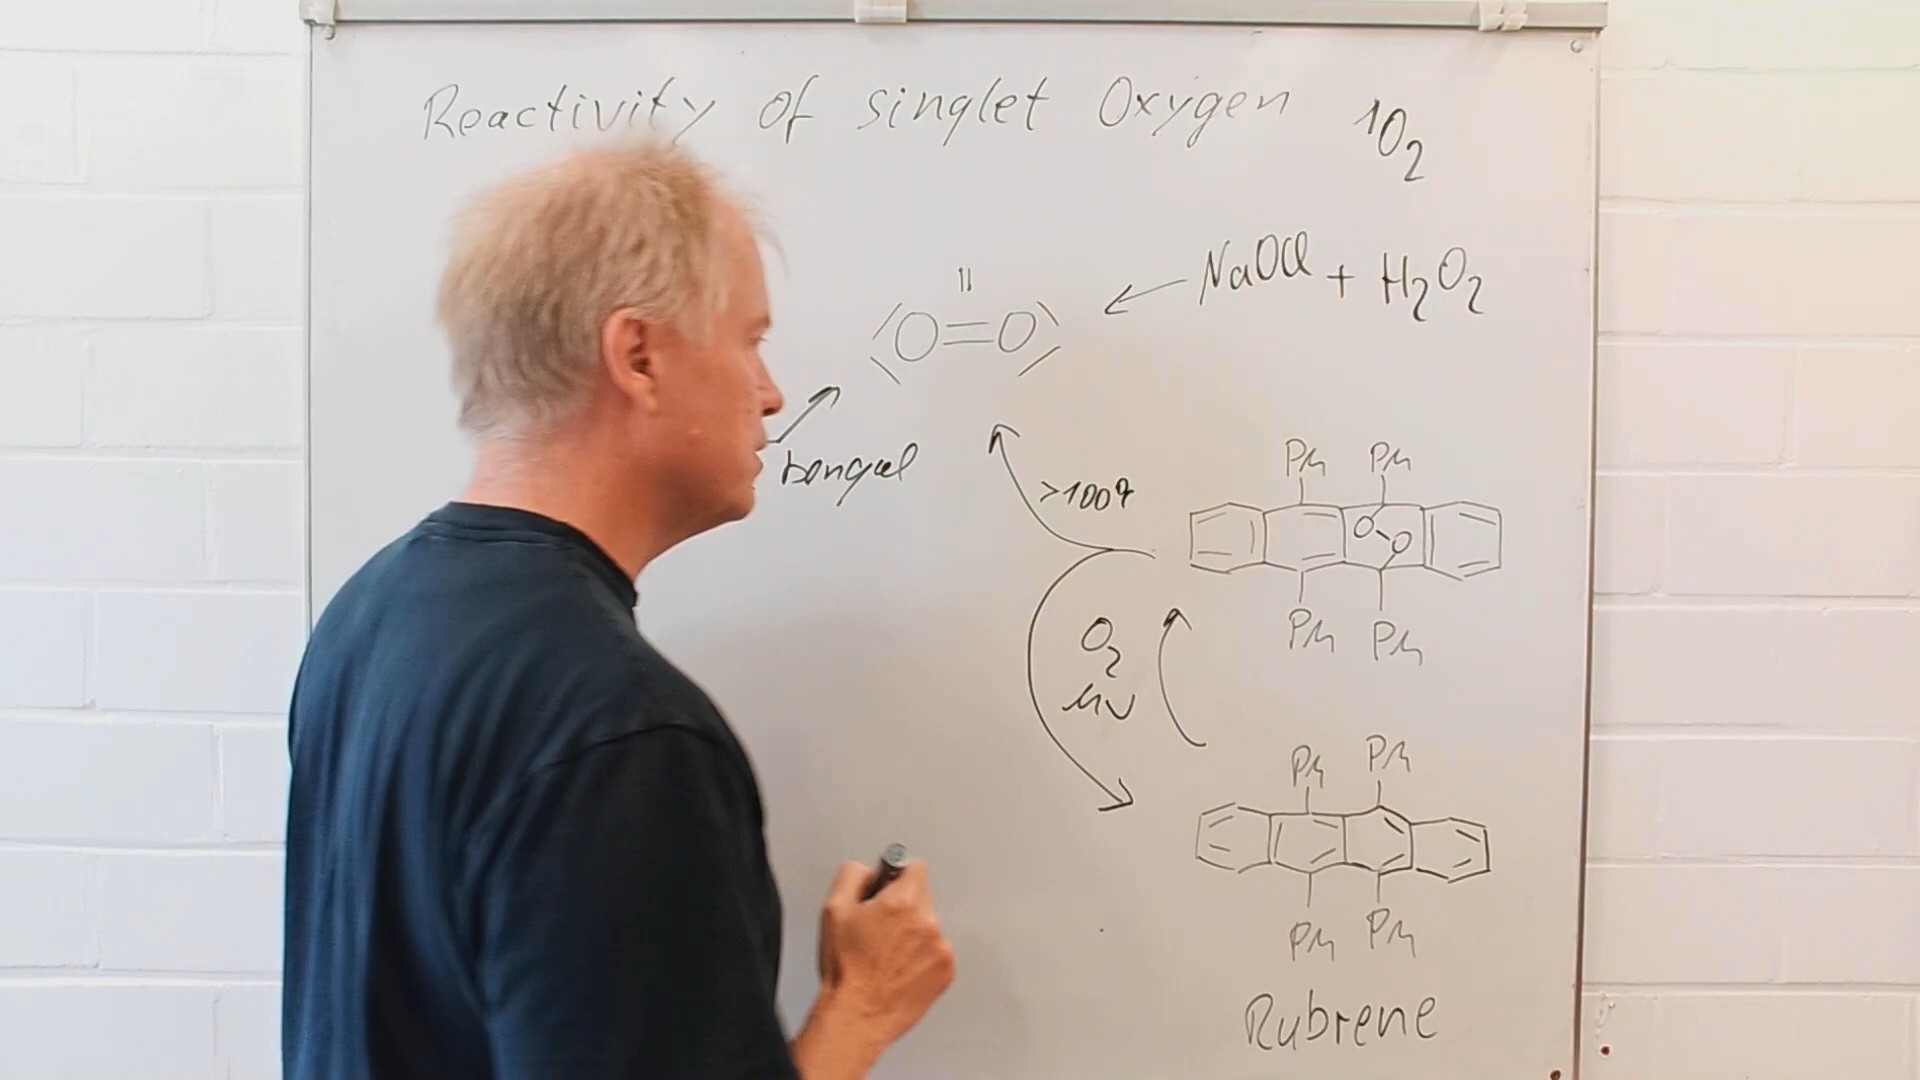 Reactivity of singlet Oxygen ¹O₂
NaOCl + H₂O₂
O=O
bengal
>100°
Ph Ph
O
O
Ph Ph
O₂
hν
Ph Ph
Ph Ph
Rubrene